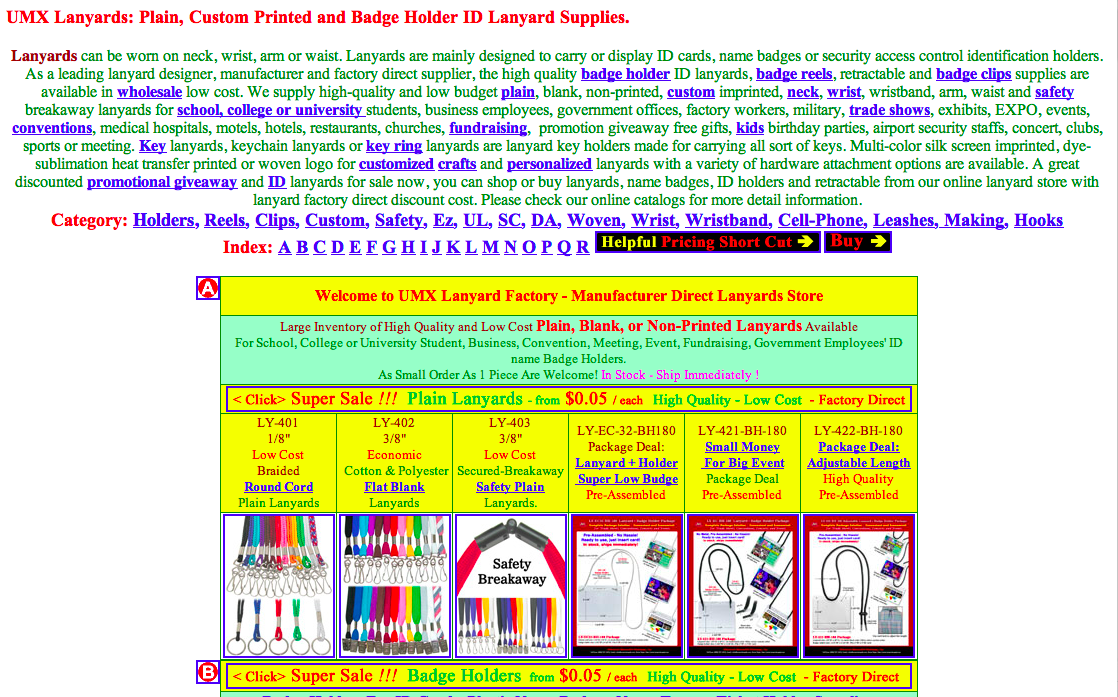 UMX Lanyards: Plain, Custom Printed and Badge Holder ID Lanyard Supplies.
Lanyards can be worn on neck, wrist, arm or waist. Lanyards are mainly designed to carry or display ID cards, name badges or security access control identification holders.
As a leading lanyard designer, manufacturer and factory direct supplier, the high quality badge holder ID lanyards, badge reels, retractable and badge clips supplies are
available in wholesale low cost. We supply high-quality and low budget plain, blank, non-printed, custom imprinted, neck, wrist, wristband, arm, waist and safety
breakaway lanyards for school, college or university students, business employees, government offices, factory workers, military, trade shows, exhibits, EXPO, events,
conventions, medical hospitals, motels, hotels, restaurants, churches, fundraising, promotion giveaway free gifts, kids birthday parties, airport security staffs, concert, clubs,
sports or meeting. Key lanyards, keychain lanyards or key ring lanyards are lanyard key holders made for carrying all sort of keys. Multi-color silk screen imprinted, dye-
sublimation heat transfer printed or woven logo for customized crafts and personalized lanyards with a variety of hardware attachment options are available. A great
discounted promotional giveaway and ID lanyards for sale now, you can shop or buy lanyards, name badges, ID holders and retractable from our online lanyard store with
lanyard factory direct discount cost. Please check our online catalogs for more detail information.
Category: Holders, Reels, Clips, Custom, Safety, Ez, UL, SC, DA, Woven, Wrist, Wristband, Cell-Phone, Leashes, Making, Hooks
Index: A B C D E F G H I J K L M N O P Q R Helpful Pricing Short Cut ➔ Buy ➔
A
Welcome to UMX Lanyard Factory - Manufacturer Direct Lanyards Store
Large Inventory of High Quality and Low Cost Plain, Blank, or Non-Printed Lanyards Available
For School, College or University Student, Business, Convention, Meeting, Event, Fundraising, Government Employees' ID
name Badge Holders.
As Small Order As 1 Piece Are Welcome! In Stock - Ship Immediately !
< Click> Super Sale !!! Plain Lanyards - from $0.05 / each High Quality - Low Cost - Factory Direct
LY-401
1/8"
Low Cost
Braided
Round Cord
Plain Lanyards
LY-402
3/8"
Economic
Cotton & Polyester
Flat Blank
Lanyards
LY-403
3/8"
Low Cost
Secured-Breakaway
Safety Plain
Lanyards.
LY-EC-32-BH180
Package Deal:
Lanyard + Holder
Super Low Budge
Pre-Assembled
LY-421-BH-180
Small Money
For Big Event
Package Deal
Pre-Assembled
LY-422-BH-180
Package Deal:
Adjustable Length
High Quality
Pre-Assembled
Safety
Breakaway
B
< Click> Super Sale !!! Badge Holders from $0.05 / each High Quality - Low Cost - Factory Direct